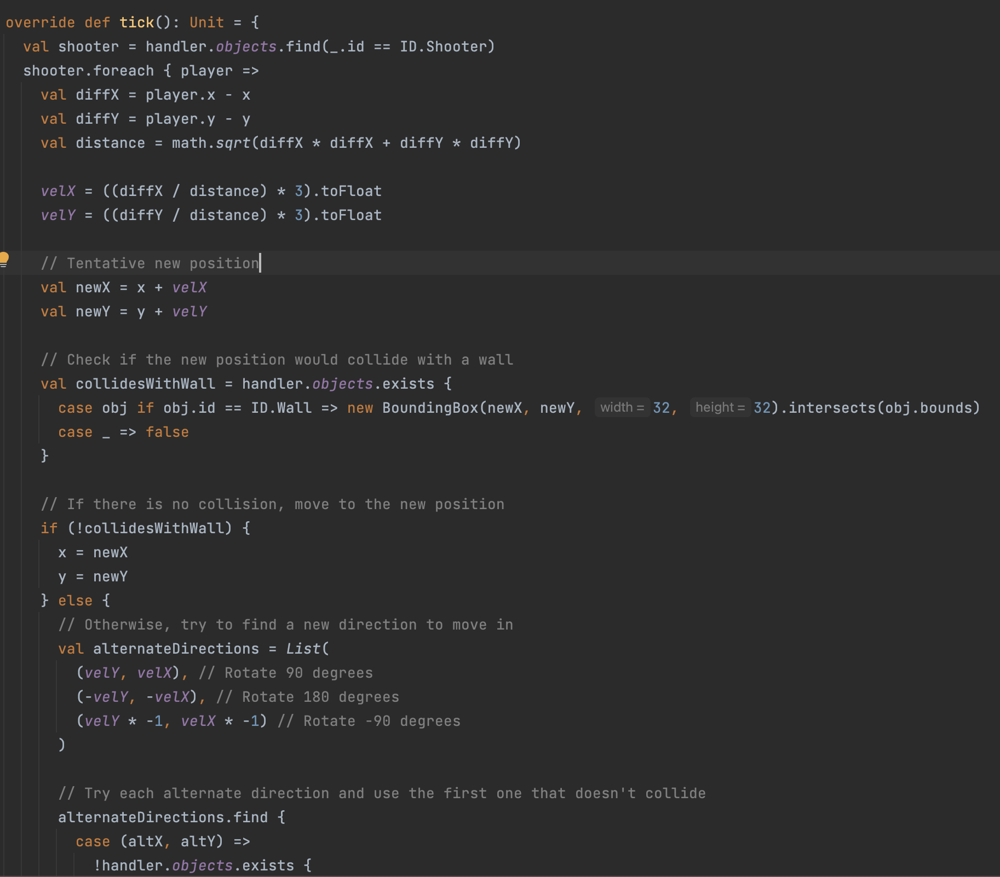 override def tick(): Unit = {
val shooter = handler.objects.find(_.id == ID.Shooter)
shooter.foreach { player =>
val diffX = player.x - x
val diffY = player.y - y
val distance = math.sqrt(diffX * diffX + diffY * diffY)
velX = ((diffX / distance) * 3).toFloat
velY = ((diffY / distance) * 3).toFloat
// Tentative new position
val newX = x + velX
val newY = y + velY
// Check if the new position would collide with a wall
val collidesWithWall = handler.objects.exists {
case obj if obj.id == ID.Wall => new BoundingBox(newX, newY, width = 32, height = 32).intersects(obj.bounds)
case _ => false
}
// If there is no collision, move to the new position
if (!collidesWithWall) {
x = newX
y = newY
} else {
// Otherwise, try to find a new direction to move in
val alternateDirections = List(
(velY, velX), // Rotate 90 degrees
(-velY, -velX), // Rotate 180 degrees
(velY * -1, velX * -1) // Rotate -90 degrees
)
// Try each alternate direction and use the first one that doesn't collide
alternateDirections.find {
case (altX, altY) =>
!handler.objects.exists {